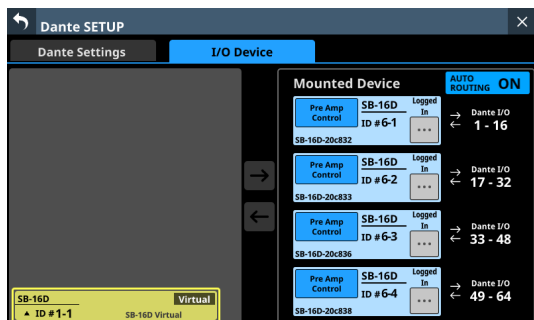 Dante SETUP
Dante Settings
I/O Device
Mounted Device
AUTO ROUTING ON
Pre Amp Control
SB-16D
ID #6-1
Logged In
...
SB-16D-20c832
Dante I/O
1 - 16
Pre Amp Control
SB-16D
ID #6-2
Logged In
...
SB-16D-20c833
Dante I/O
17 - 32
Pre Amp Control
SB-16D
ID #6-3
Logged In
...
SB-16D-20c836
Dante I/O
33 - 48
Pre Amp Control
SB-16D
ID #6-4
Logged In
...
SB-16D-20c838
Dante I/O
49 - 64
SB-16D
Virtual
ID #1-1
SB-16D Virtual